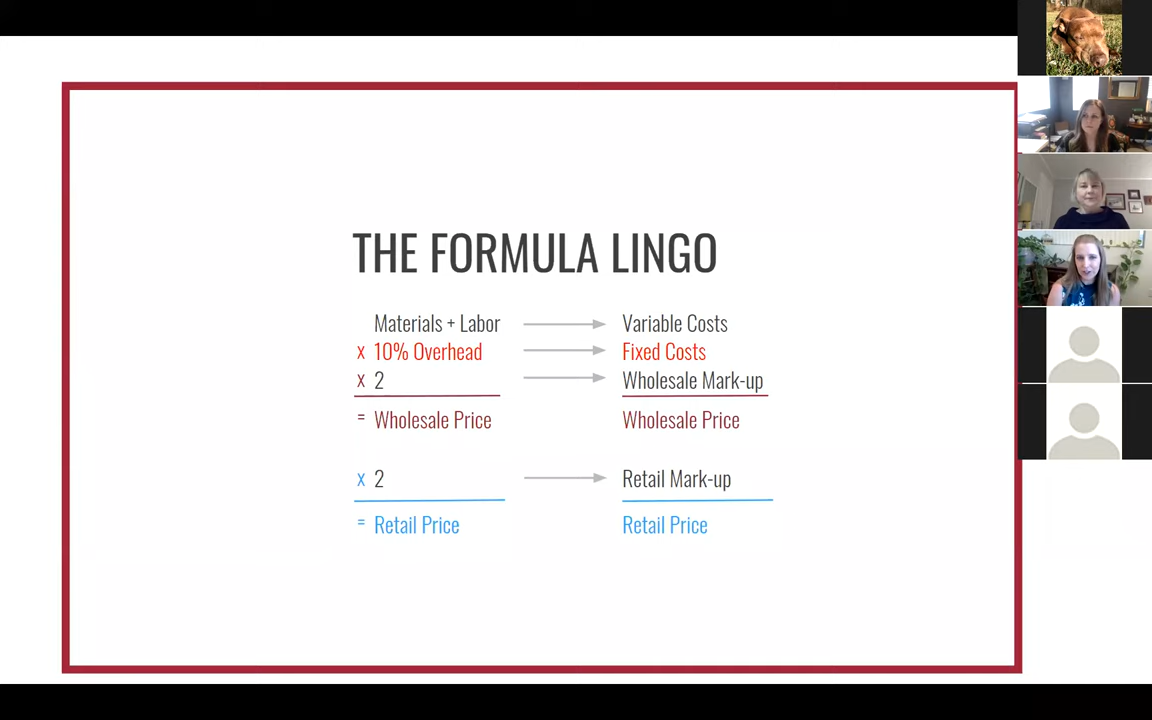 THE FORMULA LINGO
Materials + Labor Variable Costs
x 10% Overhead Fixed Costs
x 2 Wholesale Mark-up
= Wholesale Price Wholesale Price
x 2 Retail Mark-up
= Retail Price Retail Price